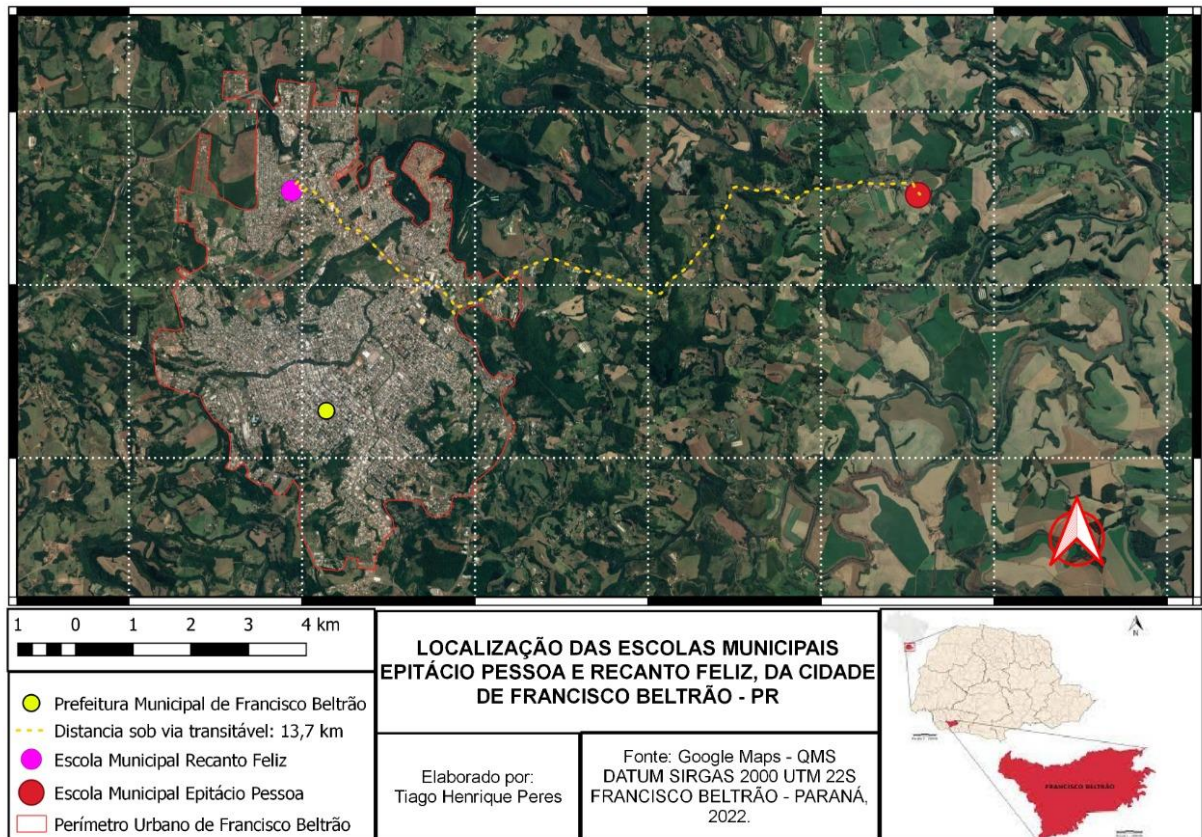 1 0 1 2 3 4 km
Prefeitura Municipal de Francisco Beltrão
Distancia sob via transitável: 13,7 km
Escola Municipal Recanto Feliz
Escola Municipal Epitácio Pessoa
Perímetro Urbano de Francisco Beltrão
LOCALIZAÇÃO DAS ESCOLAS MUNICIPAIS
EPITÁCIO PESSOA E RECANTO FELIZ, DA CIDADE
DE FRANCISCO BELTRÃO - PR
Elaborado por:
Tiago Henrique Peres
Fonte: Google Maps - QMS
DATUM SIRGAS 2000 UTM 22S
FRANCISCO BELTRÃO - PARANÁ,
2022.
N
FRANCISCO BELTRÃO